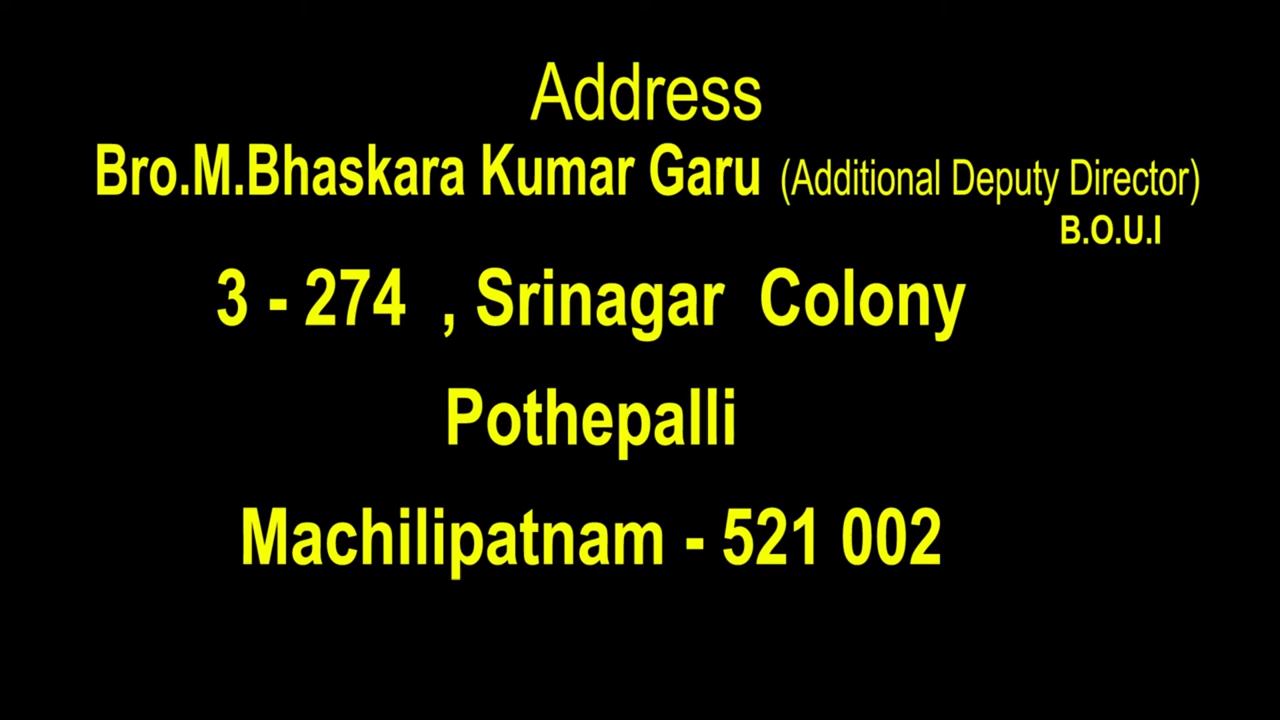 Address
Bro.M.Bhaskara Kumar Garu (Additional Deputy Director)
B.O.U.I
3 - 274 , Srinagar Colony
Pothepalli
Machilipatnam - 521 002